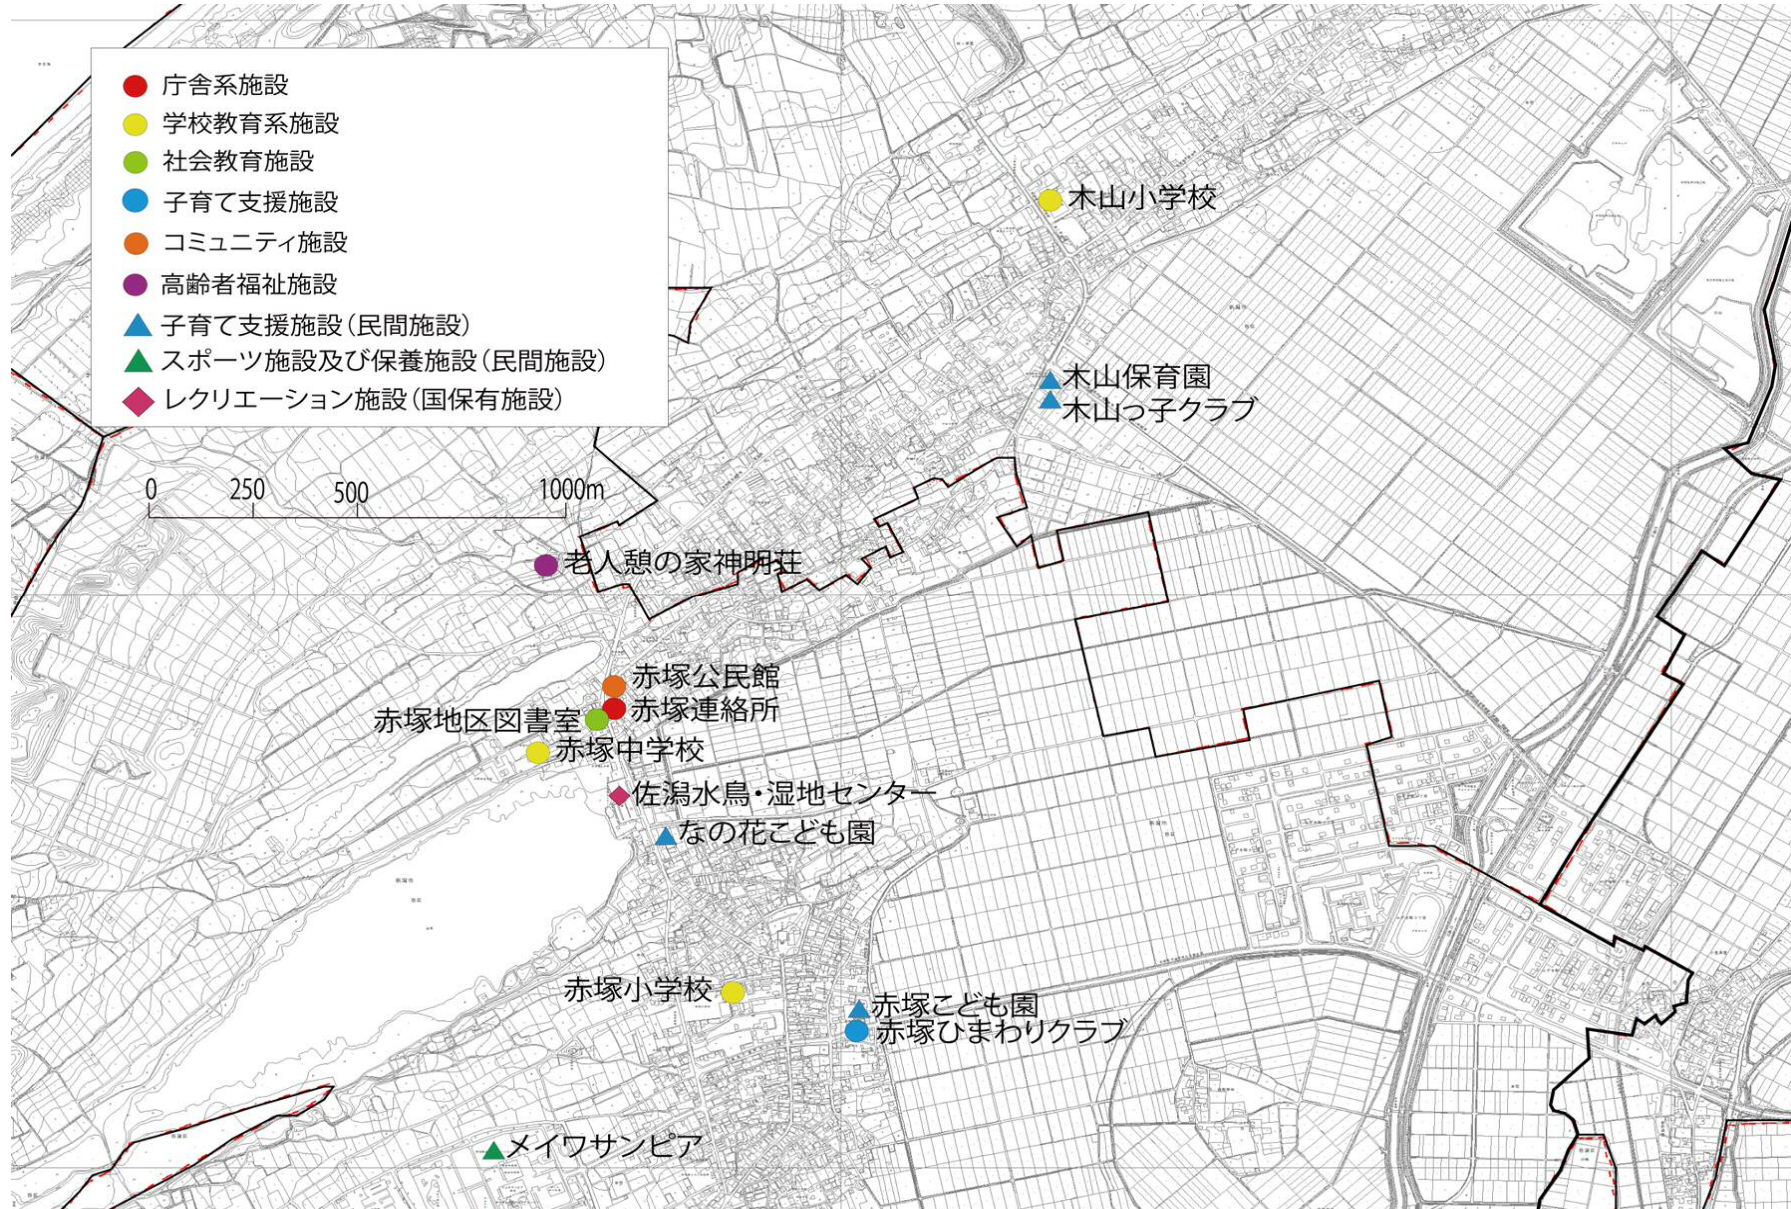 庁舎系施設
学校教育系施設
社会教育施設
子育て支援施設
コミュニティ施設
高齢者福祉施設
子育て支援施設(民間施設)
スポーツ施設及び保養施設(民間施設)
レクリエーション施設(国保有施設)
0 250 500 1000m
木山小学校
木山保育園
木山っ子クラブ
老人憩の家神明荘
赤塚公民館
赤塚連絡所
赤塚地区図書室
赤塚中学校
佐潟水鳥・湿地センター
なの花こども園
赤塚小学校
赤塚こども園
赤塚ひまわりクラブ
メイワサンピア